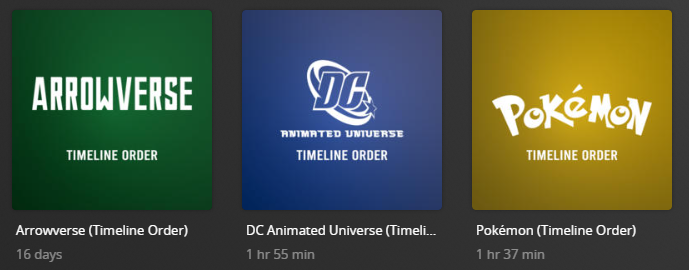 ARROWVERSE
TIMELINE ORDER
Arrowverse (Timeline Order)
16 days
DC
ANIMATED UNIVERSE
TIMELINE ORDER
DC Animated Universe (Timeli...
1 hr 55 min
POKéMON
TIMELINE ORDER
Pokémon (Timeline Order)
1 hr 37 min